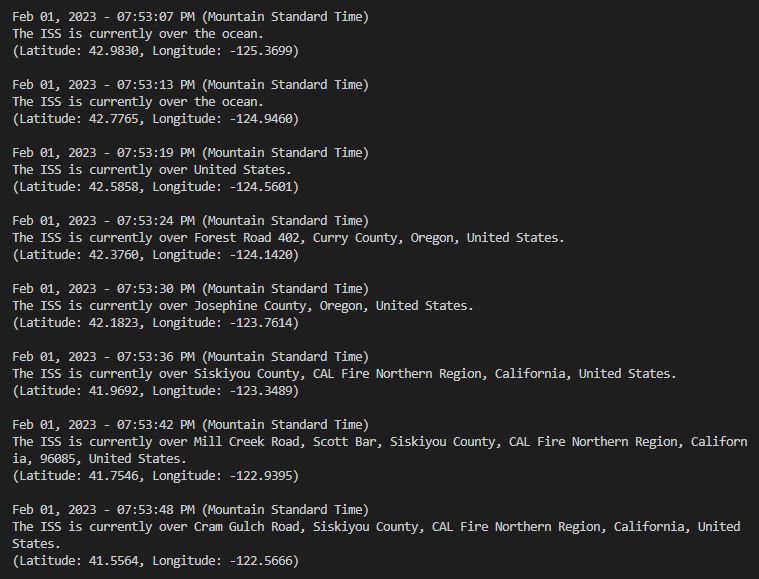 Feb 01, 2023 - 07:53:07 PM (Mountain Standard Time)
The ISS is currently over the ocean.
(Latitude: 42.9830, Longitude: -125.3699)

Feb 01, 2023 - 07:53:13 PM (Mountain Standard Time)
The ISS is currently over the ocean.
(Latitude: 42.7765, Longitude: -124.9460)

Feb 01, 2023 - 07:53:19 PM (Mountain Standard Time)
The ISS is currently over United States.
(Latitude: 42.5858, Longitude: -124.5601)

Feb 01, 2023 - 07:53:24 PM (Mountain Standard Time)
The ISS is currently over Forest Road 402, Curry County, Oregon, United States.
(Latitude: 42.3760, Longitude: -124.1420)

Feb 01, 2023 - 07:53:30 PM (Mountain Standard Time)
The ISS is currently over Josephine County, Oregon, United States.
(Latitude: 42.1823, Longitude: -123.7614)

Feb 01, 2023 - 07:53:36 PM (Mountain Standard Time)
The ISS is currently over Siskiyou County, CAL Fire Northern Region, California, United States.
(Latitude: 41.9692, Longitude: -123.3489)

Feb 01, 2023 - 07:53:42 PM (Mountain Standard Time)
The ISS is currently over Mill Creek Road, Scott Bar, Siskiyou County, CAL Fire Northern Region, Californ
ia, 96085, United States.
(Latitude: 41.7546, Longitude: -122.9395)

Feb 01, 2023 - 07:53:48 PM (Mountain Standard Time)
The ISS is currently over Cram Gulch Road, Siskiyou County, CAL Fire Northern Region, California, United
States.
(Latitude: 41.5564, Longitude: -122.5666)